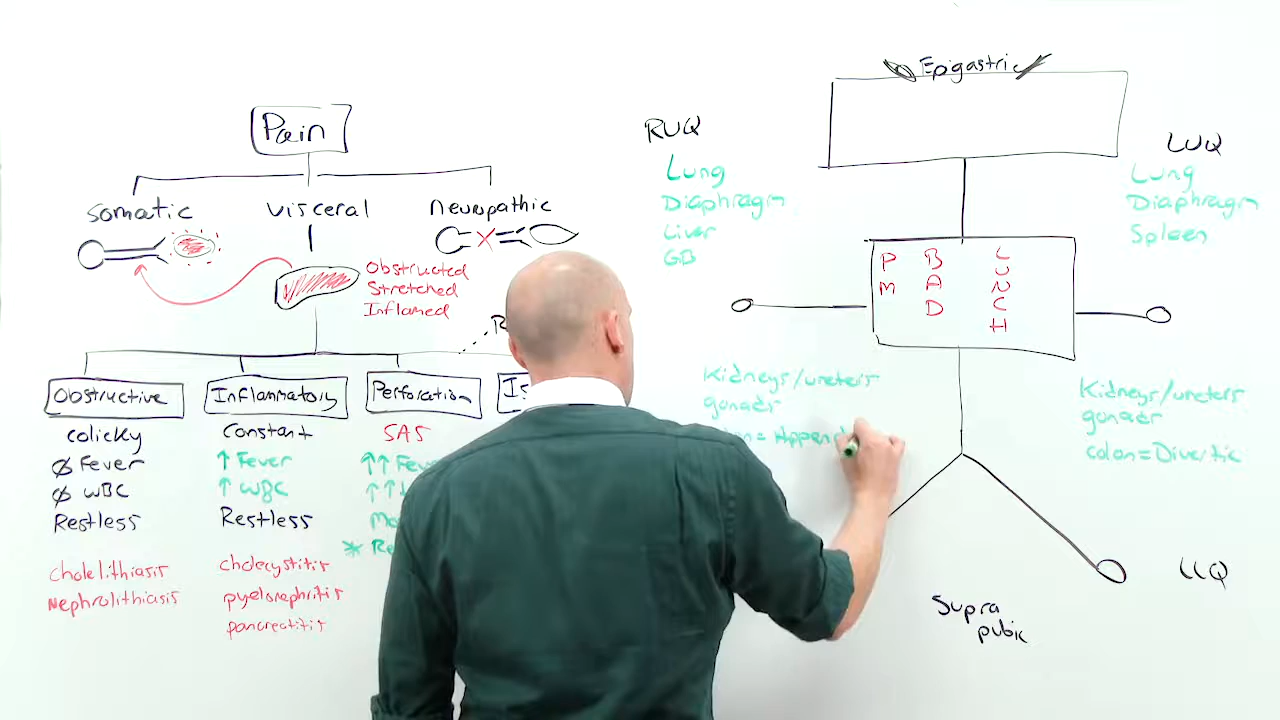 Pain
somatic
visceral
neuropathic
Obstructed
Stretched
Inflamed
Obstructive
Inflammatory
Perforation
colicky
Ø Fever
Ø WBC
Restless
cholelithiasis
Nephrolithiasis
Constant
↑ Fever
↑ WBC
Restless
cholecystitis
pyelonephritis
pancreatitis
SAS
↑↑
Epigastric
RUQ
Lung
Diaphragm
Liver
GB
LUQ
Lung
Diaphragm
Spleen
P
M
B
A
D
L
U
N
C
H
Kidneys/ureters
gonads
= Append
Kidneys/ureters
gonads
colon=Divertic
LLQ
Supra
pubic